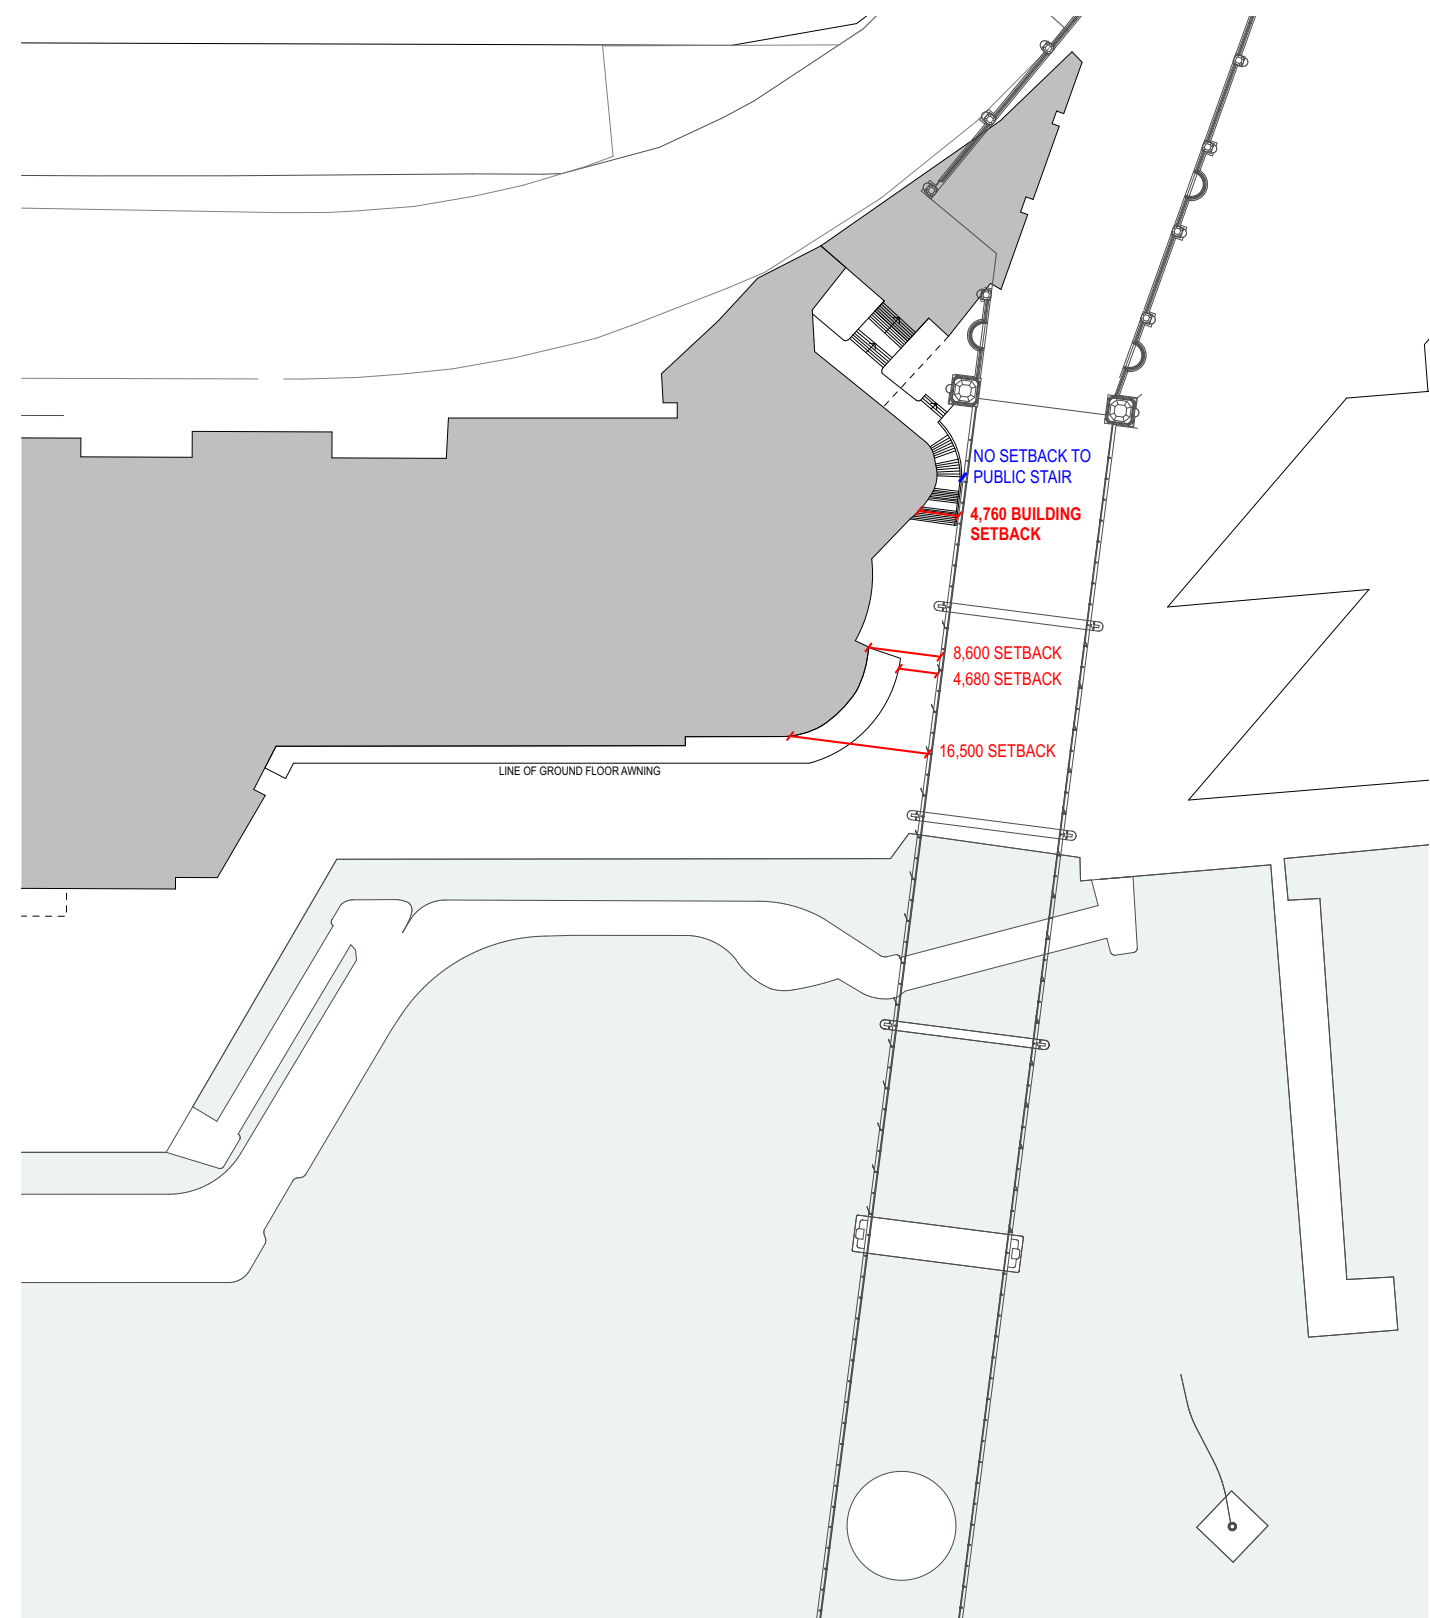 NO SETBACK TO
PUBLIC STAIR
4,760 BUILDING
SETBACK
8,600 SETBACK
4,680 SETBACK
16,500 SETBACK
LINE OF GROUND FLOOR AWNING